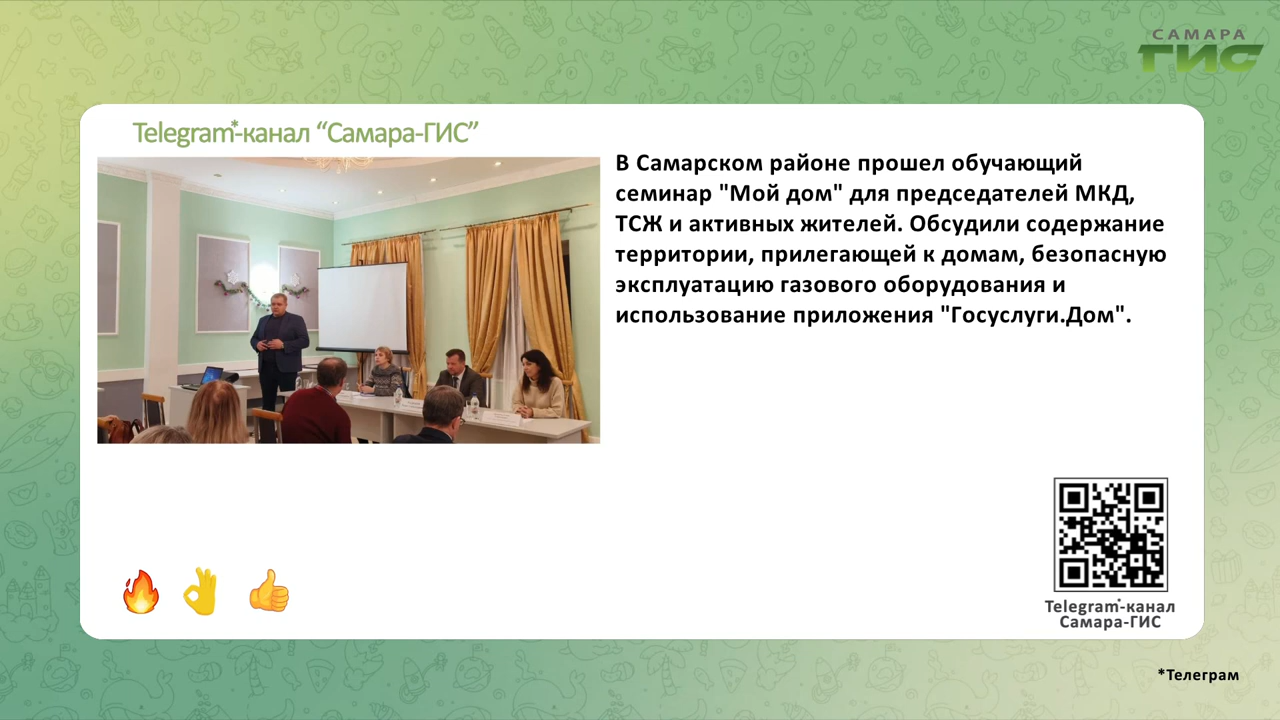 САМАРА
ГИС
Telegram*-канал “Самара-ГИС”
В Самарском районе прошел обучающий
семинар "Мой дом" для председателей МКД,
ТСЖ и активных жителей. Обсудили содержание
территории, прилегающей к домам, безопасную
эксплуатацию газового оборудования и
использование приложения "Госуслуги.Дом".
Telegram*-канал
Самара-ГИС
*Телеграм